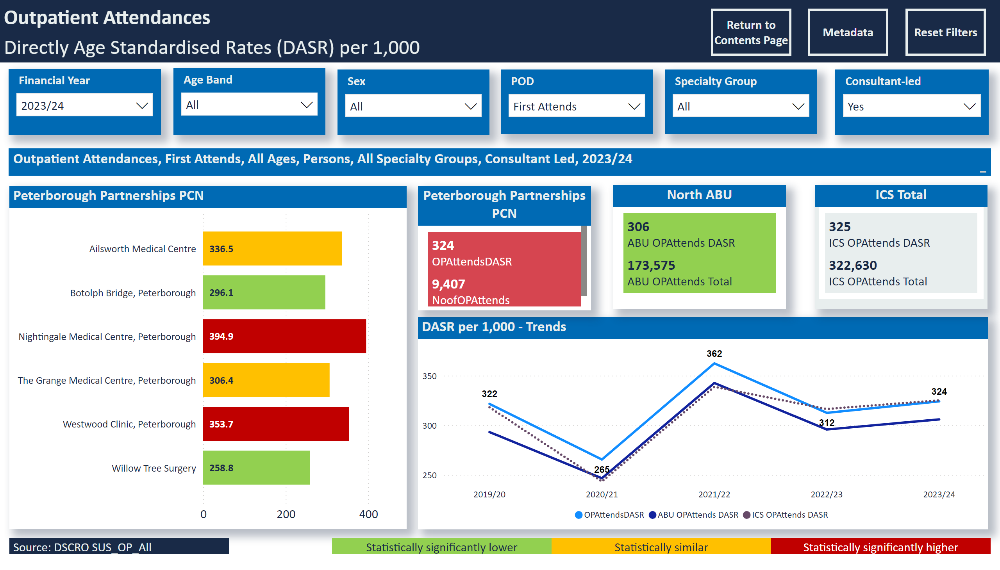 Outpatient Attendances
Directly Age Standardised Rates (DASR) per 1,000
Return to
Contents Page
Metadata
Reset Filters
Financial Year
2023/24
Age Band
All
Sex
All
POD
First Attends
Specialty Group
All
Consultant-led
Yes
Outpatient Attendances, First Attends, All Ages, Persons, All Specialty Groups, Consultant Led, 2023/24
Peterborough Partnerships PCN
Ailsworth Medical Centre
336.5
Botolph Bridge, Peterborough
296.1
Nightingale Medical Centre, Peterborough
394.9
The Grange Medical Centre, Peterborough
306.4
Westwood Clinic, Peterborough
353.7
Willow Tree Surgery
258.8
0 200 400
Peterborough Partnerships
PCN
324
OPAttendsDASR
9,407
NoofOPAttends
North ABU
306
ABU OPAttends DASR
173,575
ABU OPAttends Total
ICS Total
325
ICS OPAttends DASR
322,630
ICS OPAttends Total
DASR per 1,000 - Trends
362
350
322
324
300
312
265
250
2019/20 2020/21 2021/22 2022/23 2023/24
OPAttendsDASR ABU OPAttends DASR ICS OPAttends DASR
Source: DSCRO SUS_OP_All
Statistically significantly lower
Statistically similar
Statistically significantly higher